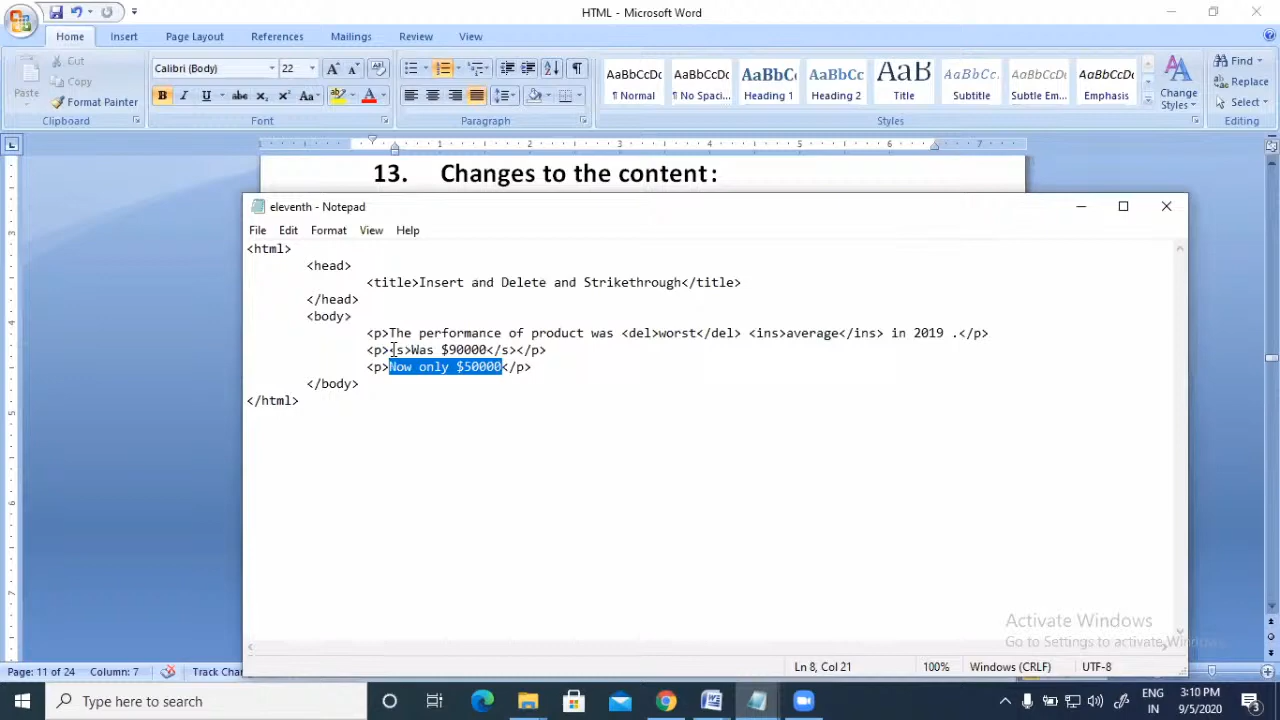 HTML - Microsoft Word
Home Insert Page Layout References Mailings Review View
Paste
Cut
Copy
Format Painter
Calibri (Body) 22
AaBbCcDc AaBbCcDc AaBbC AaBbCc AaB AaBbCc. AaBbCcDc AaBbCcDc
¶ Normal ¶ No Spaci... Heading 1 Heading 2 Title Subtitle Subtle Em... Emphasis
Change Styles
Find
Replace
Select
Clipboard Font Paragraph Styles Editing
13. Changes to the content:
eleventh - Notepad
File Edit Format View Help
<html>
<head>
<title>Insert and Delete and Strikethrough</title>
</head>
<body>
<p>The performance of product was <del>worst</del> <ins>average</ins> in 2019 .</p>
<p><s>Was $90000</s></p>
<p>Now only $50000</p>
</body>
</html>
Activate Windows
Go to Settings to activate Windows.
Ln 8, Col 21 100% Windows (CRLF) UTF-8
Page: 11 of 24 Column: 7 Track Cha
Type here to search
ENG
IN
3:10 PM
9/5/2020
3